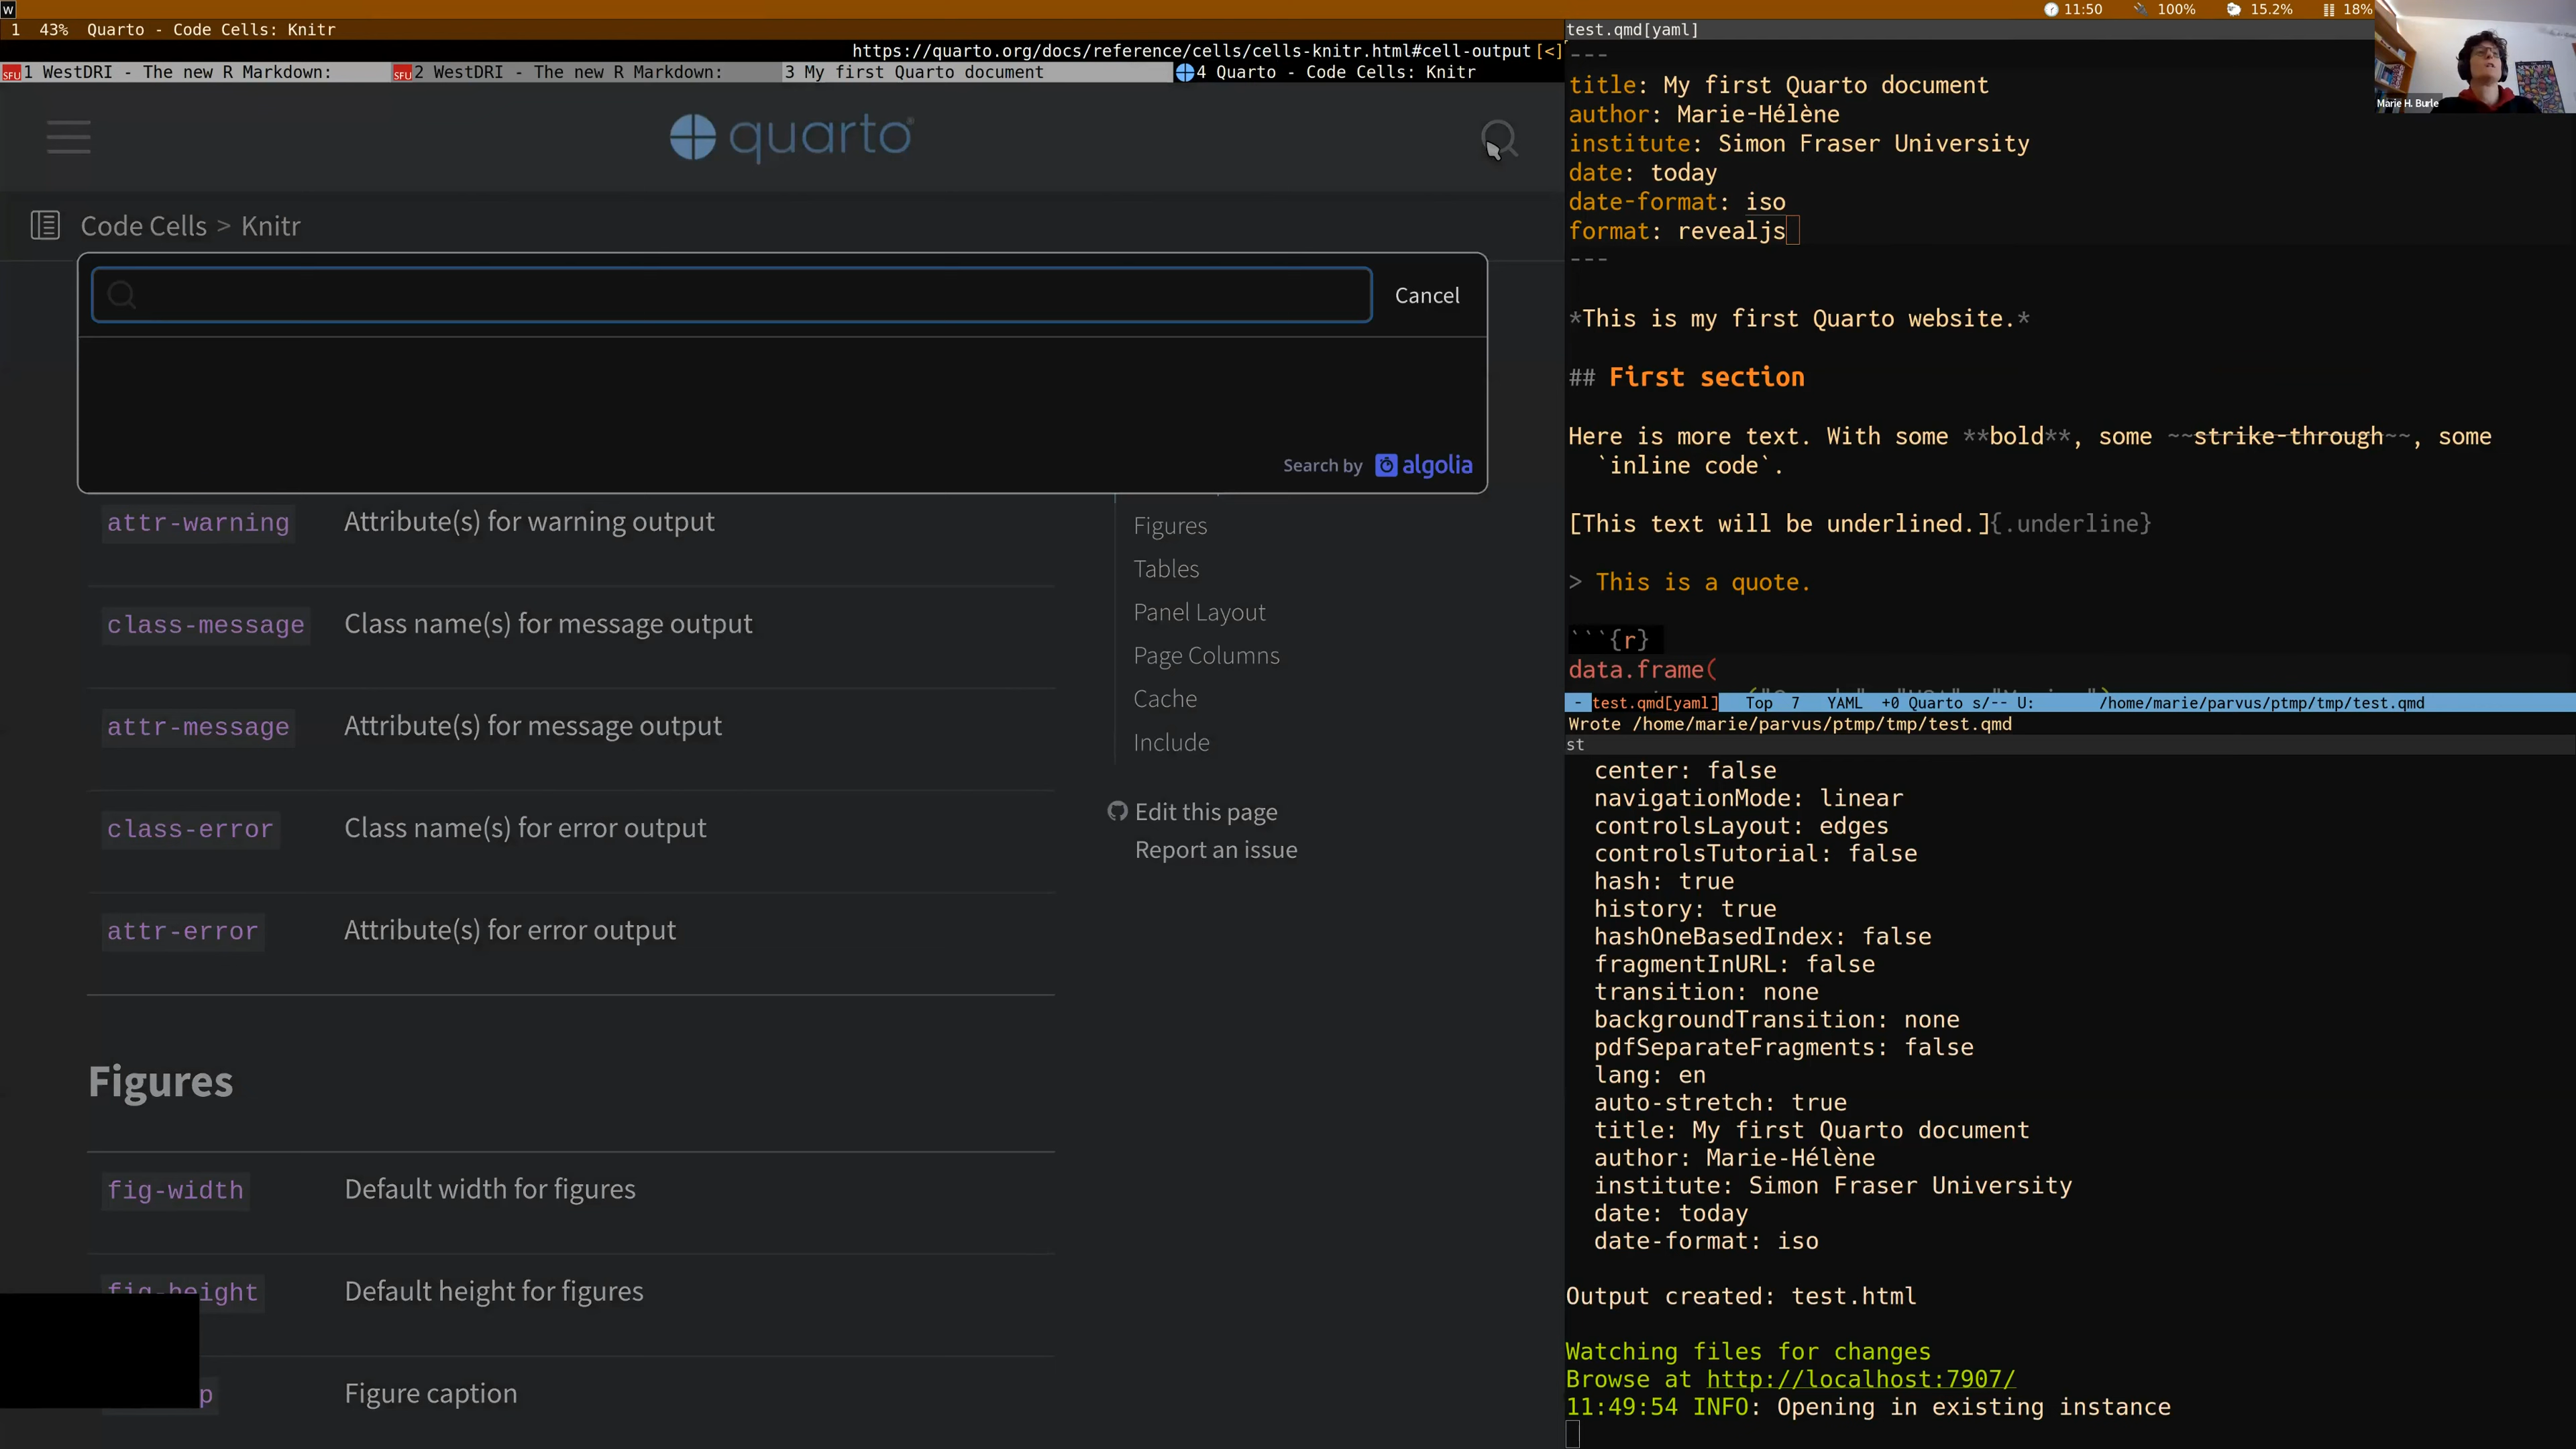 w
11:50 100% 15.2% 18%
1 43% Quarto - Code Cells: Knitr
https://quarto.org/docs/reference/cells/cells-knitr.html#cell-output[<]
SFU 1 WestDRI - The new R Markdown: SFU 2 WestDRI - The new R Markdown: 3 My first Quarto document 4 Quarto - Code Cells: Knitr
quarto
Code Cells > Knitr
Cancel
Search by algolia
attr-warning Attribute(s) for warning output
class-message Class name(s) for message output
attr-message Attribute(s) for message output
class-error Class name(s) for error output
attr-error Attribute(s) for error output
Figures
fig-width Default width for figures
fig-height Default height for figures
p Figure caption
Figures
Tables
Panel Layout
Page Columns
Cache
Include
Edit this page
Report an issue
test.qmd[yaml]
---
title: My first Quarto document
author: Marie-Hélène
institute: Simon Fraser University
date: today
date-format: iso
format: revealjs
---
*This is my first Quarto website.*
## First section
Here is more text. With some **bold**, some ~~strike-through~~, some
`inline code`.
[This text will be underlined.]{.underline}
> This is a quote.
```{r}
data.frame(
- test.qmd[yaml] Top 7 YAML +0 Quarto s/-- U: /home/marie/parvus/ptmp/tmp/test.qmd
Wrote /home/marie/parvus/ptmp/tmp/test.qmd
st
center: false
navigationMode: linear
controlsLayout: edges
controlsTutorial: false
hash: true
history: true
hashOneBasedIndex: false
fragmentInURL: false
transition: none
backgroundTransition: none
pdfSeparateFragments: false
lang: en
auto-stretch: true
title: My first Quarto document
author: Marie-Hélène
institute: Simon Fraser University
date: today
date-format: iso
Output created: test.html
Watching files for changes
Browse at http://localhost:7907/
11:49:54 INFO: Opening in existing instance
Marie H. Burle